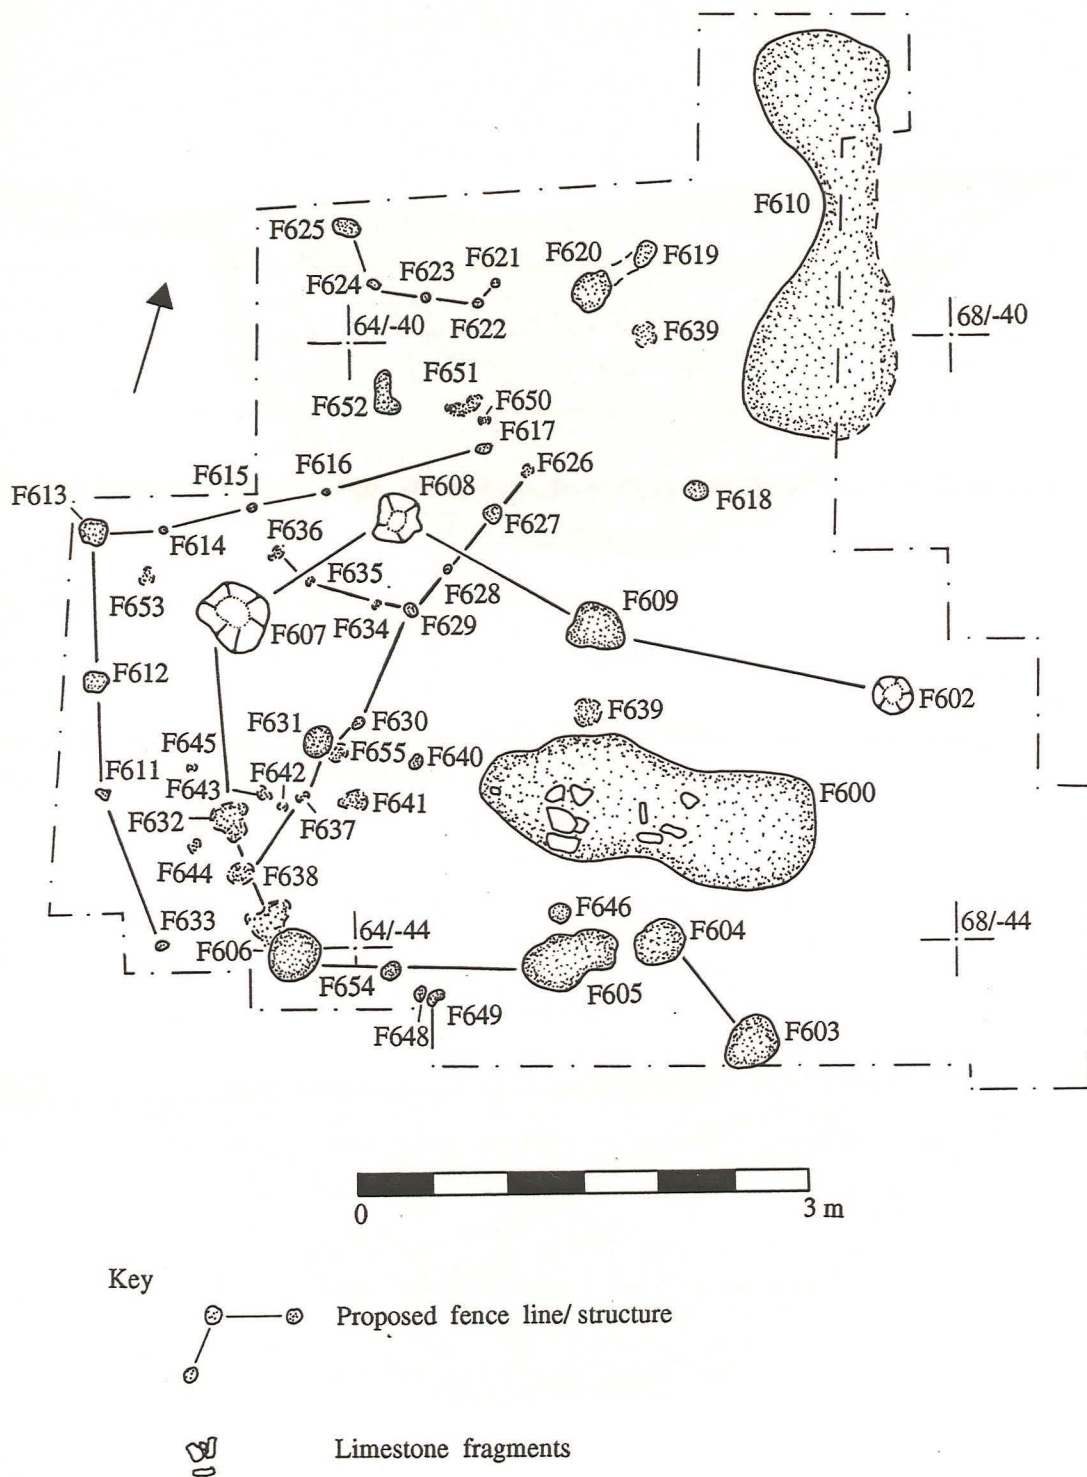 F610
F625
F620
F619
F621
F623
F624
F622
64/-40
68/-40
F639
F651
F652
F650
F617
F626
F616
F615
F613
F608
F618
F627
F614
F636
F635
F628
F653
F634
F629
F609
F607
F612
F602
F639
F631
F630
F655
F640
F645
F642
F611
F643
F641
F600
F632
F637
F644
F638
F646
F604
F633
64/-44
68/-44
F606
F654
F605
F649
F648
F603
0
3 m
Key
Proposed fence line/ structure
Limestone fragments